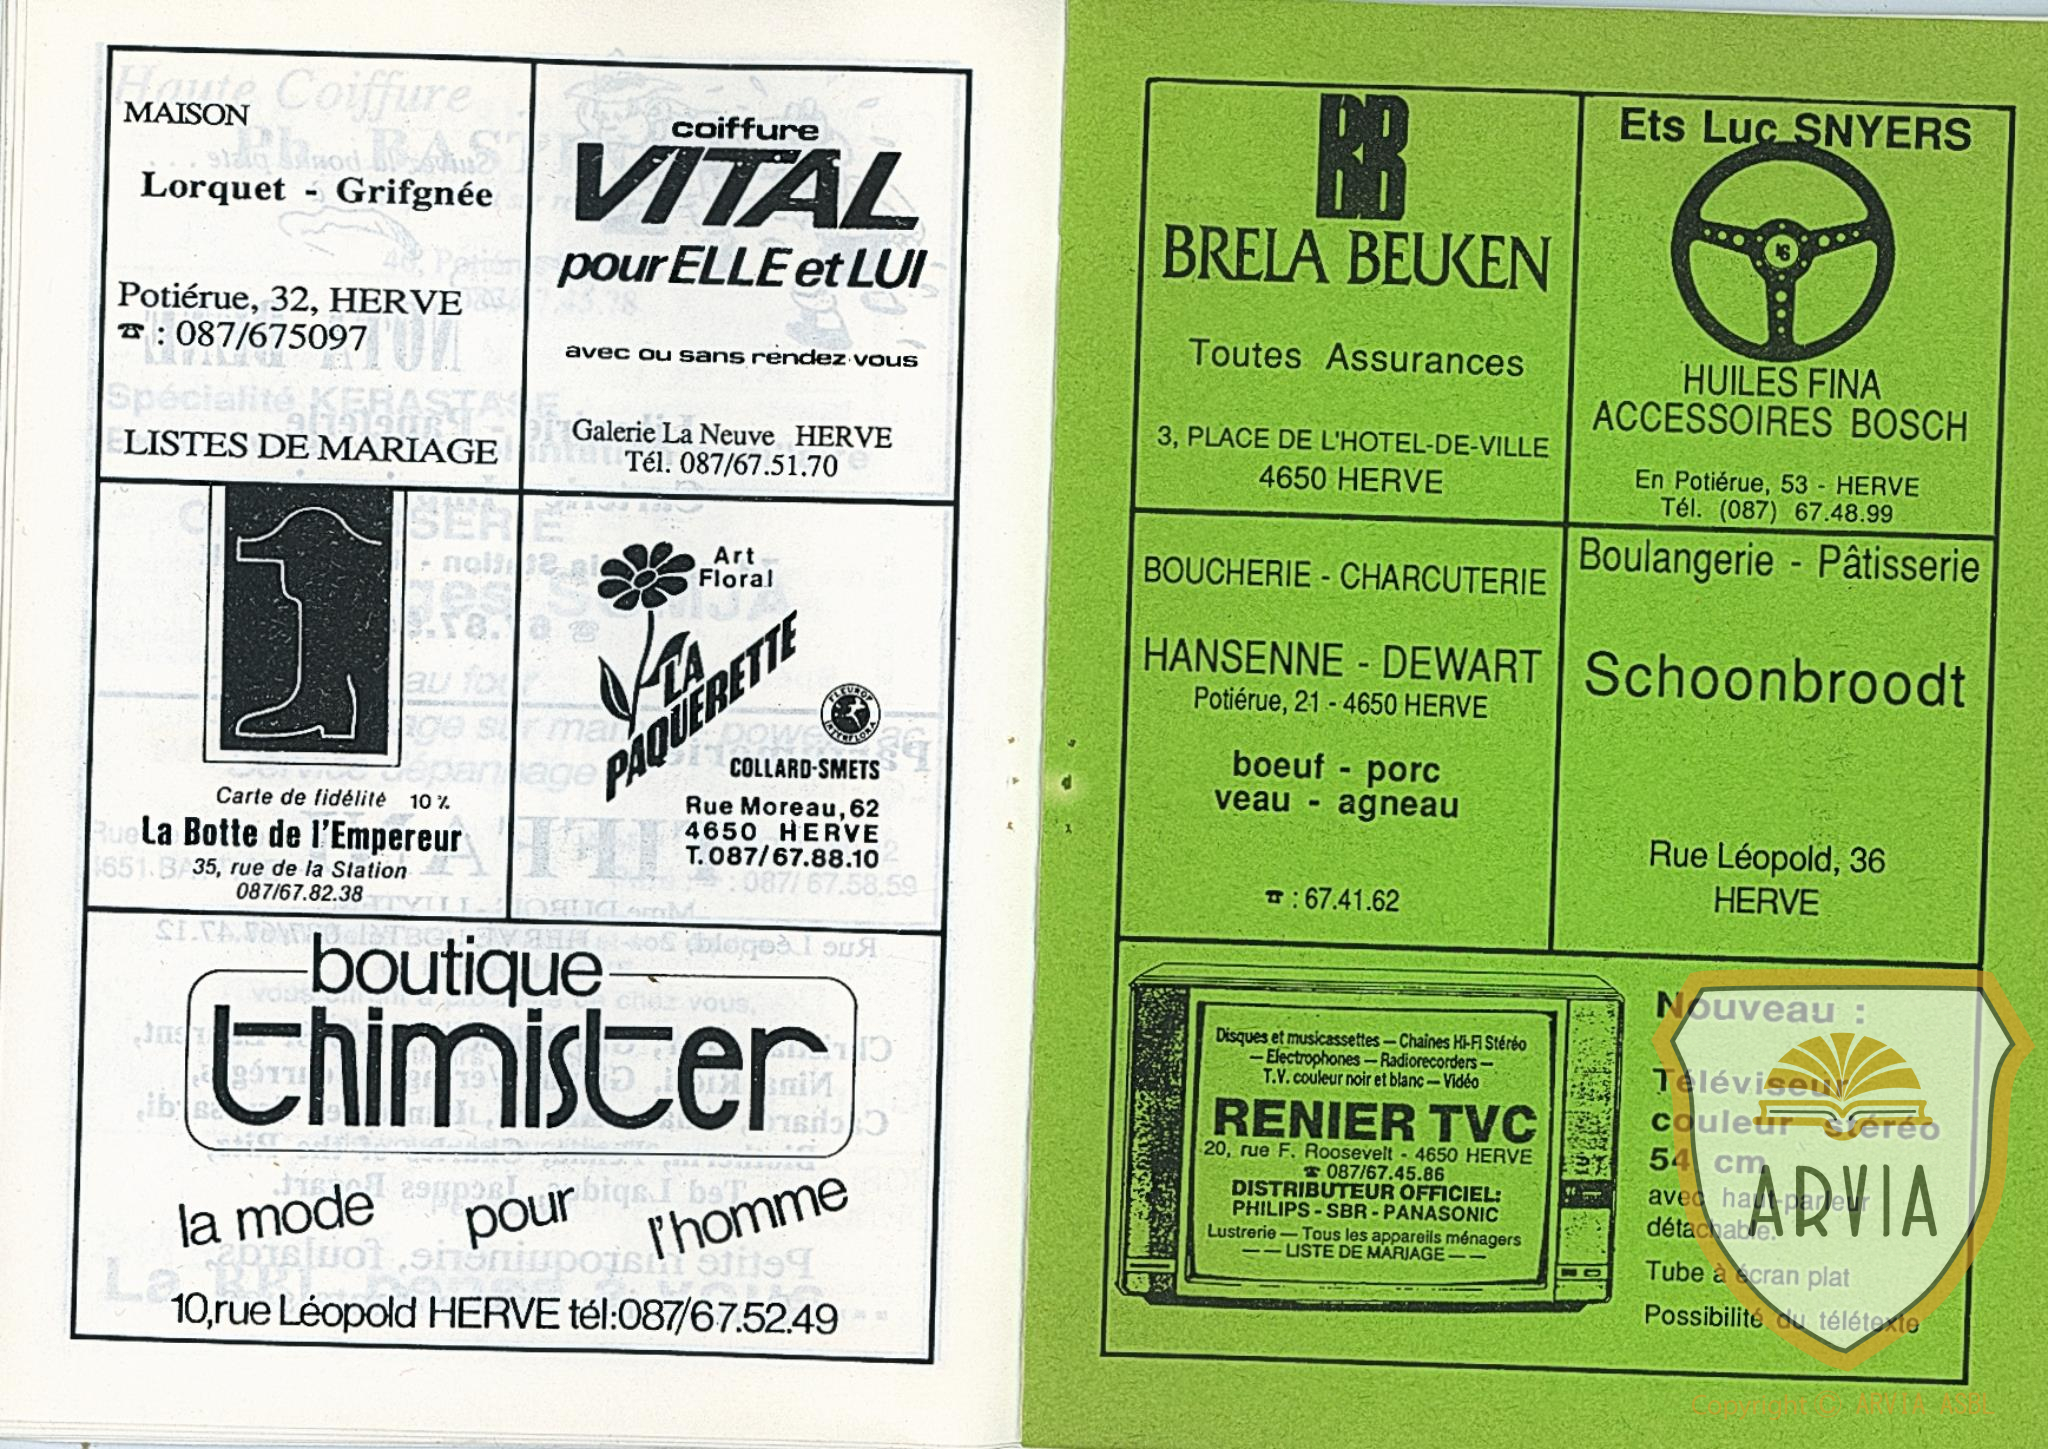 MAISON
Lorquet - Grifgnée
Potiérue, 32, HERVE
☎ : 087/675097
LISTES DE MARIAGE
coiffure
VITAL
pour ELLE et LUI
avec ou sans rendez-vous
Galerie La Neuve HERVE
Tél. 087/67.51.70
Carte de fidélité 10 %
La Botte de l'Empereur
35, rue de la Station
087/67.82.38
Art
Floral
LA
PAQUERETTE
FLEUROP
INTERFLORA
COLLARD-SMETS
Rue Moreau, 62
4650 HERVE
T. 087/67.88.10
boutique
thimister
la mode pour l'homme
10, rue Léopold HERVE tél: 087/67.52.49
BRELA BEUKEN
Toutes Assurances
3, PLACE DE L'HOTEL-DE-VILLE
4650 HERVE
Ets Luc SNYERS
HUILES FINA
ACCESSOIRES BOSCH
En Potiérue, 53 - HERVE
Tél. (087) 67.48.99
BOUCHERIE - CHARCUTERIE
HANSENNE - DEWART
Potiérue, 21 - 4650 HERVE
boeuf - porc
veau - agneau
☎ : 67.41.62
Boulangerie - Pâtisserie
Schoonbroodt
Rue Léopold, 36
HERVE
Disques et musicassettes — Chaines Hi-Fi Stéréo
— Electrophones — Radiorecorders —
T.V. couleur noir et blanc — Vidéo
RENIER TVC
20, rue F. Roosevelt - 4650 HERVE
☎ 087/67.45.86
DISTRIBUTEUR OFFICIEL:
PHILIPS - SBR - PANASONIC
Lustrerie — Tous les appareils ménagers
— — LISTE DE MARIAGE — —
Nouveau :
Téléviseur
couleur stéréo
54 cm
avec haut-parleur
détachable.
Tube à écran plat
Possibilité du télétexte
ARVIA
Copyright © ARVIA ASBL